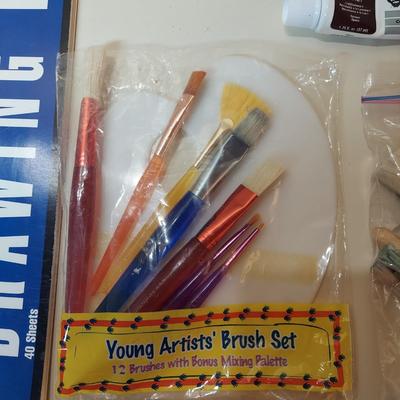 DRAWING
40 Sheets
Young Artists' Brush Set
12 Brushes with Bonus Mixing Palette